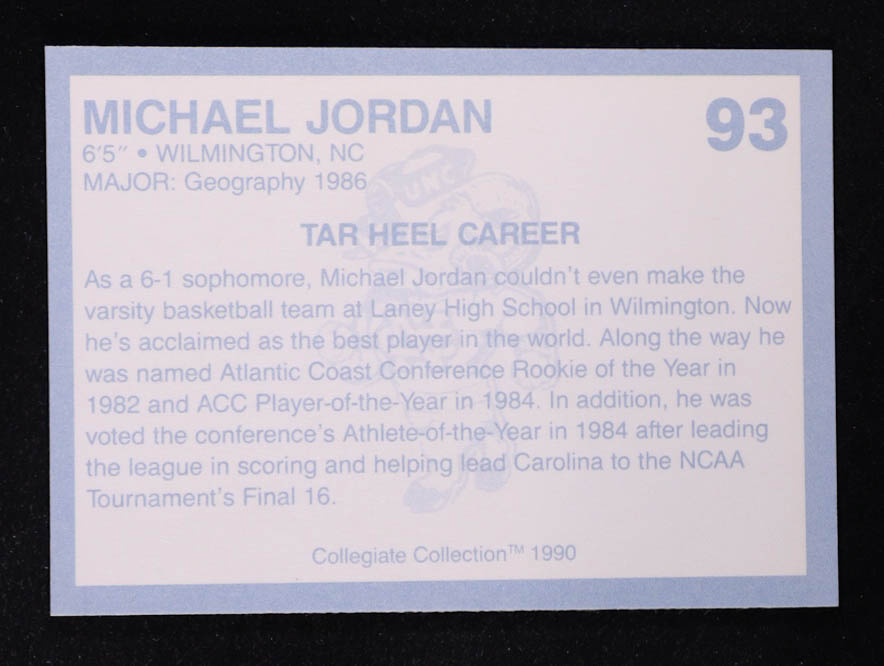 MICHAEL JORDAN
93
6'5" • WILMINGTON, NC
MAJOR: Geography 1986
UNC
TAR HEEL CAREER
As a 6-1 sophomore, Michael Jordan couldn't even make the
varsity basketball team at Laney High School in Wilmington. Now
he's acclaimed as the best player in the world. Along the way he
was named Atlantic Coast Conference Rookie of the Year in
1982 and ACC Player-of-the-Year in 1984. In addition, he was
voted the conference's Athlete-of-the-Year in 1984 after leading
the league in scoring and helping lead Carolina to the NCAA
Tournament's Final 16.
Collegiate Collection™ 1990